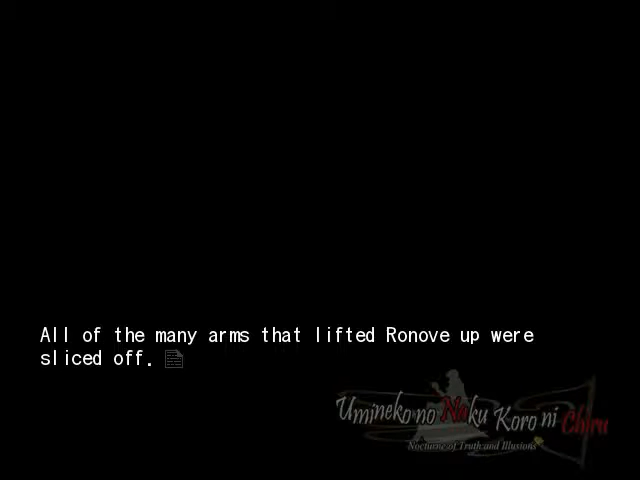 All of the many arms that lifted Ronove up were
sliced off.
Umineko no Naku Koro ni Chiru
Nocturne of Truth and Illusions